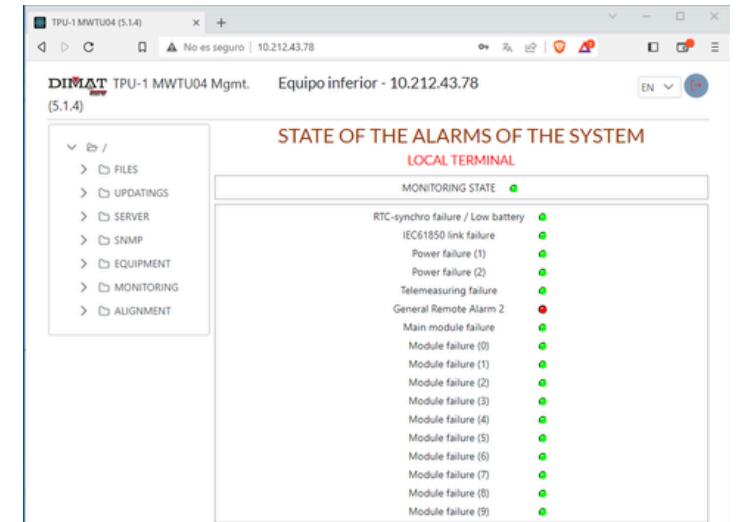 TPU-1 MWTU04 (5.1.4)
No es seguro 10.212.43.78
DIMAT TPU-1 MWTU04 Mgmt.
(5.1.4)
Equipo inferior - 10.212.43.78
EN
/
FILES
UPDATINGS
SERVER
SNMP
EQUIPMENT
MONITORING
ALIGNMENT
STATE OF THE ALARMS OF THE SYSTEM
LOCAL TERMINAL
MONITORING STATE
RTC-synchro failure / Low battery
IEC61850 link failure
Power failure (1)
Power failure (2)
Telemeasuring failure
General Remote Alarm 2
Main module failure
Module failure (0)
Module failure (1)
Module failure (2)
Module failure (3)
Module failure (4)
Module failure (5)
Module failure (6)
Module failure (7)
Module failure (8)
Module failure (9)